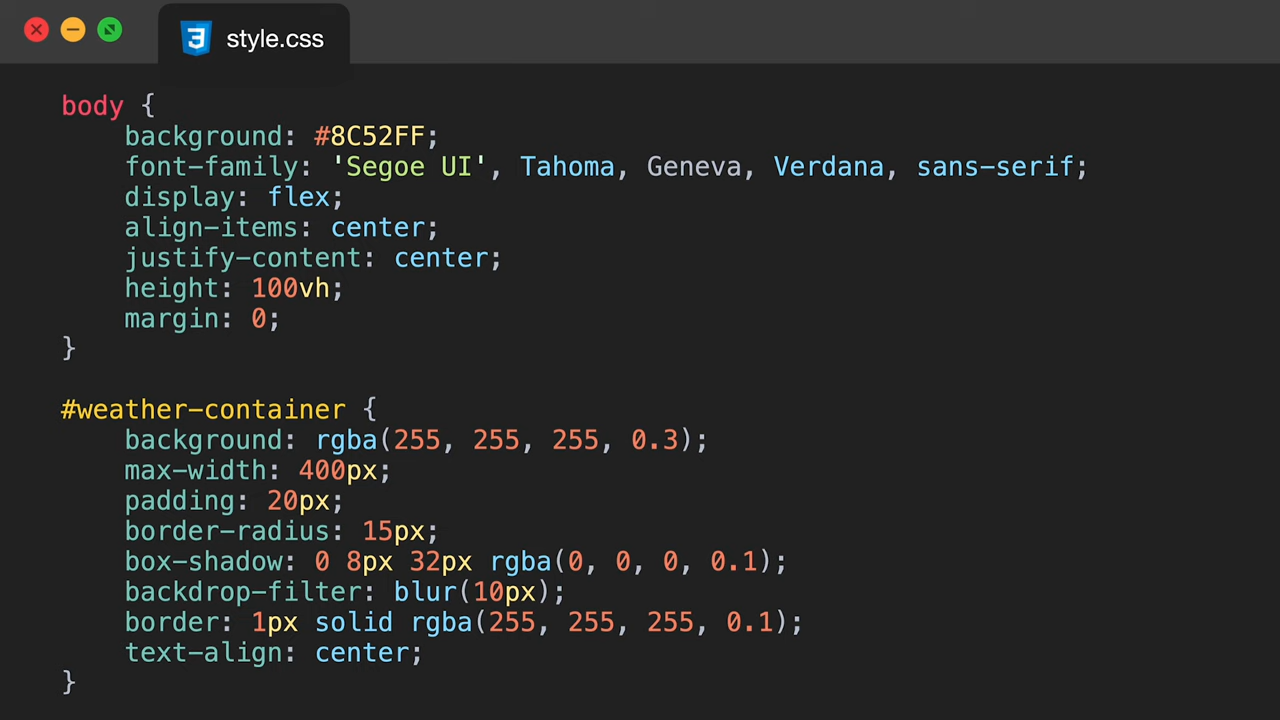 style.css
body {
    background: #8C52FF;
    font-family: 'Segoe UI', Tahoma, Geneva, Verdana, sans-serif;
    display: flex;
    align-items: center;
    justify-content: center;
    height: 100vh;
    margin: 0;
}
#weather-container {
    background: rgba(255, 255, 255, 0.3);
    max-width: 400px;
    padding: 20px;
    border-radius: 15px;
    box-shadow: 0 8px 32px rgba(0, 0, 0, 0.1);
    backdrop-filter: blur(10px);
    border: 1px solid rgba(255, 255, 255, 0.1);
    text-align: center;
}